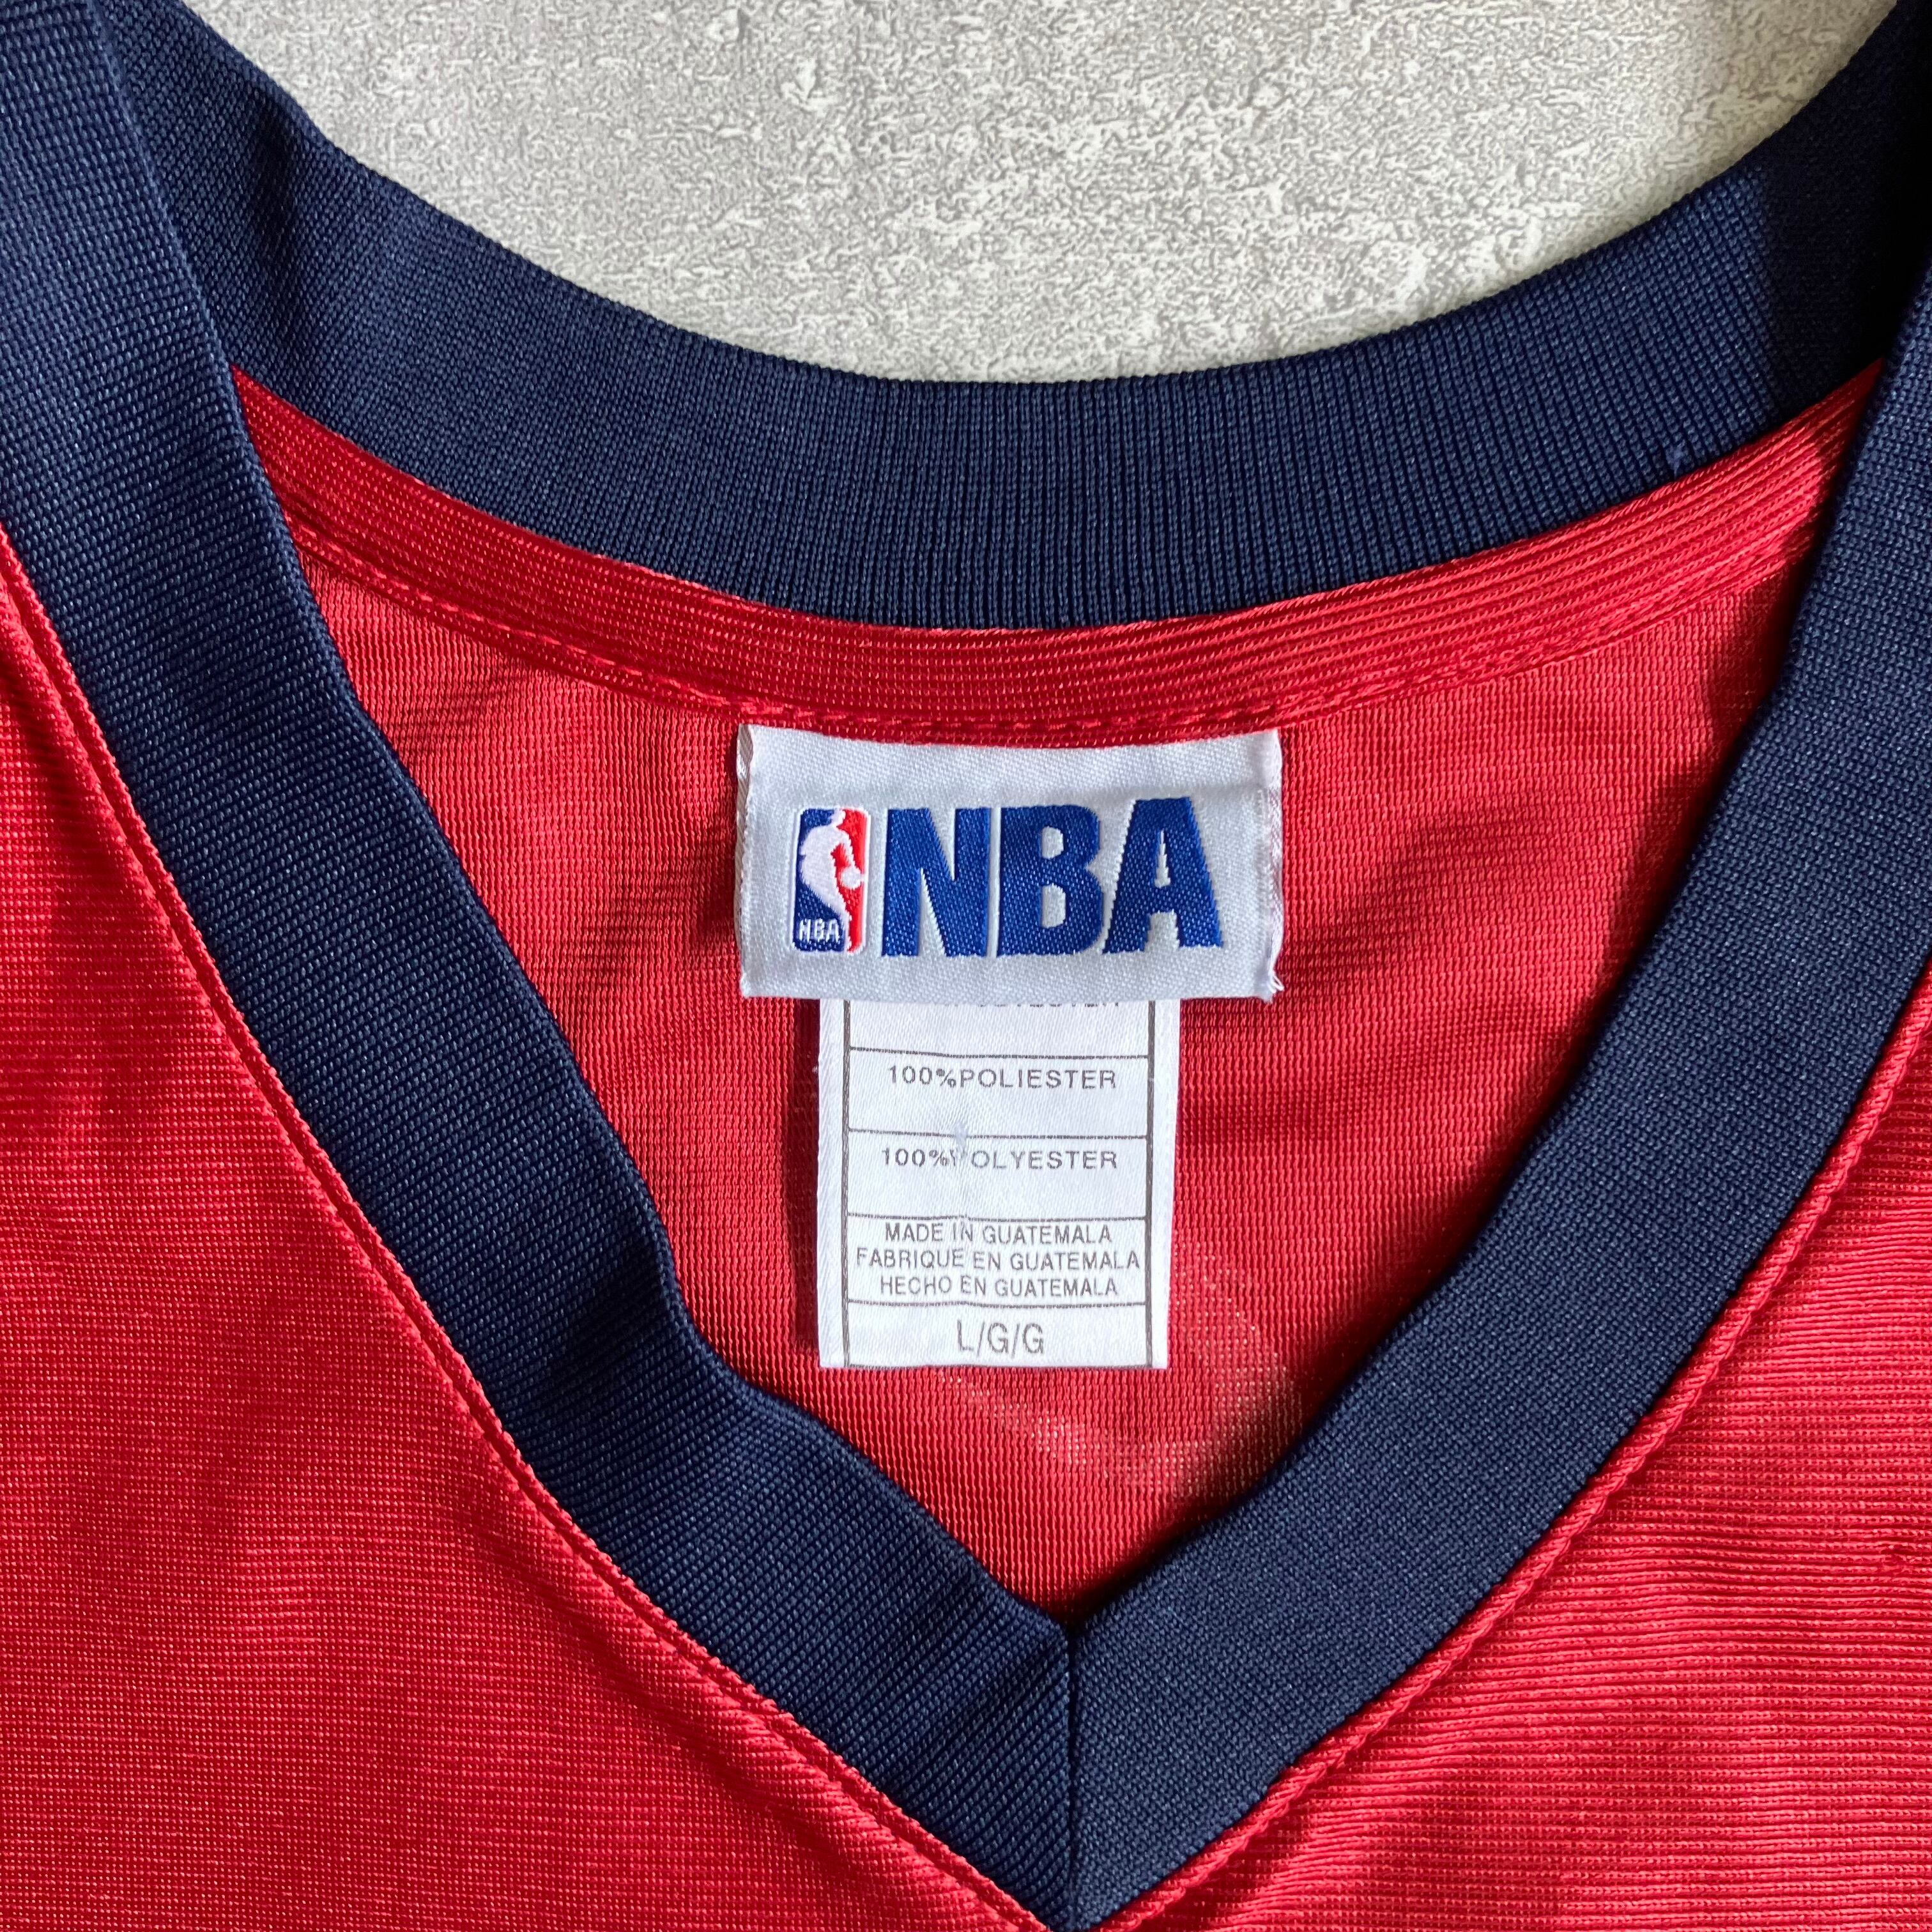 NBA NBA
100%POLIESTER
100%POLYESTER
MADE IN GUATEMALA
FABRIQUE EN GUATEMALA
HECHO EN GUATEMALA
L/G/G